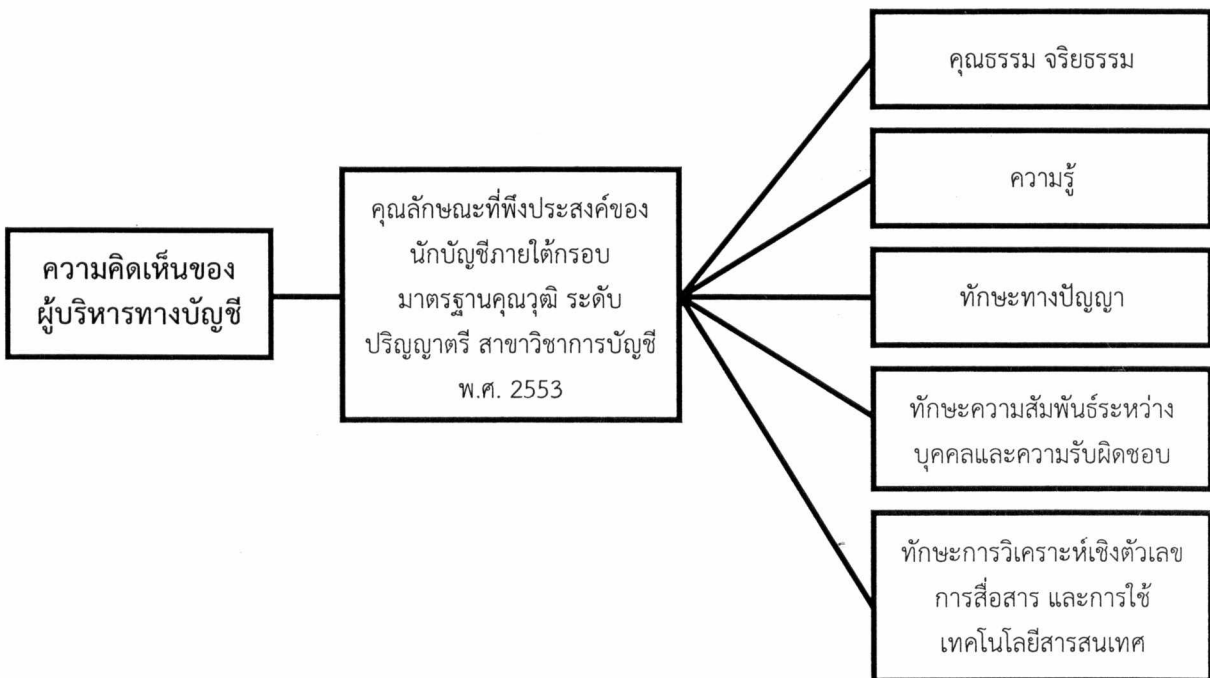 ความคิดเห็นของ
ผู้บริหารทางบัญชี
คุณลักษณะที่พึงประสงค์ของ
นักบัญชีภายใต้กรอบ
มาตรฐานคุณวุฒิ ระดับ
ปริญญาตรี สาขาวิชาการบัญชี
พ.ศ. 2553
คุณธรรม จริยธรรม
ความรู้
ทักษะทางปัญญา
ทักษะความสัมพันธ์ระหว่าง
บุคคลและความรับผิดชอบ
ทักษะการวิเคราะห์เชิงตัวเลข
การสื่อสาร และการใช้
เทคโนโลยีสารสนเทศ